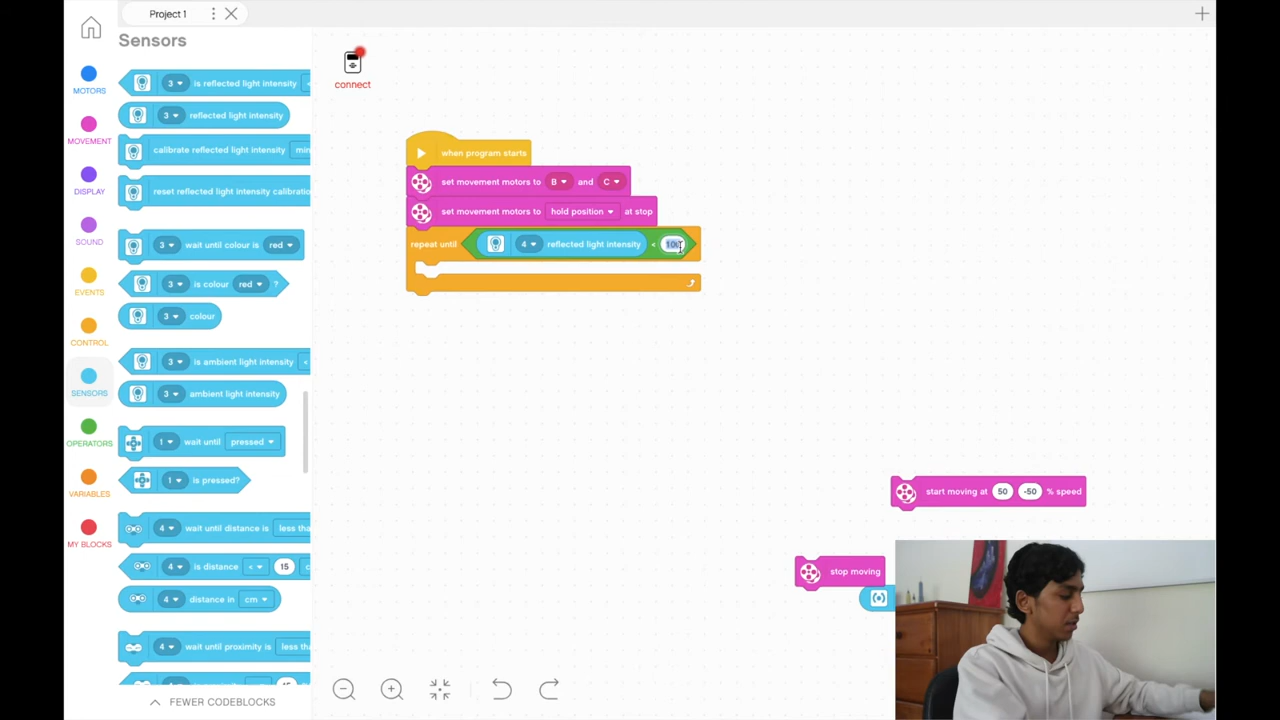 Project 1
Sensors
MOTORS
MOVEMENT
DISPLAY
SOUND
EVENTS
CONTROL
SENSORS
OPERATORS
VARIABLES
MY BLOCKS
3 is reflected light intensity <
3 reflected light intensity
calibrate reflected light intensity
reset reflected light intensity
3 wait until colour is red
3 is colour red ?
3 colour
3 is ambient light intensity <
3 ambient light intensity
1 wait until pressed
1 is pressed?
4 wait until distance is less
4 is distance < 15
4 distance in cm
4 wait until proximity is less
FEWER CODEBLOCKS
connect
when program starts
set movement motors to B and C
set movement motors to hold position at stop
repeat until 4 reflected light intensity < 100
start moving at 50 -50 % speed
stop moving